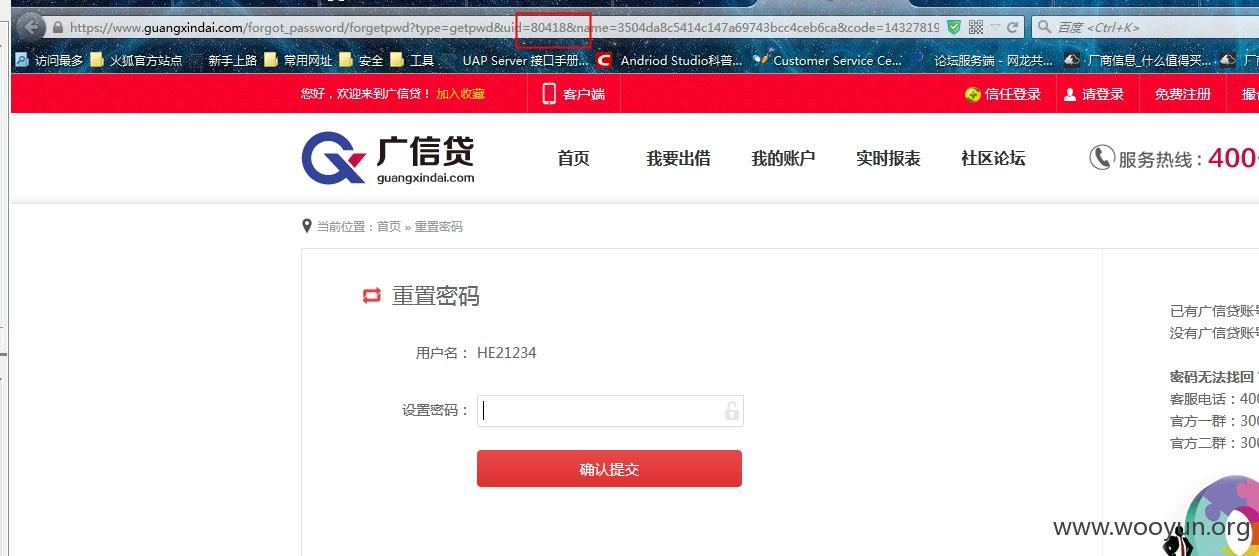 https://www.guangxindai.com/forgot_password/forgetpwd?type=getpwd&uid=80418&name=3504da8c5414c147a69743bcc4ceb6ca&code=14327819
百度 <Ctrl+K>
访问最多 火狐官方站点 新手上路 常用网址 安全 工具 UAP Server 接口手册... Andriod Studio科普... Customer Service Ce... 论坛服务端 - 网龙共... 厂商信息_什么值得买...
您好，欢迎来到广信贷！ 加入收藏 客户端 信任登录 请登录 免费注册
广信贷
guangxindai.com
首页 我要出借 我的账户 实时报表 社区论坛 服务热线：400
当前位置：首页 » 重置密码
重置密码
用户名： HE21234
设置密码：
确认提交
已有广信贷账号
没有广信贷账号
密码无法找回
客服电话：400
官方一群：300
官方二群：300
www.wooyun.org